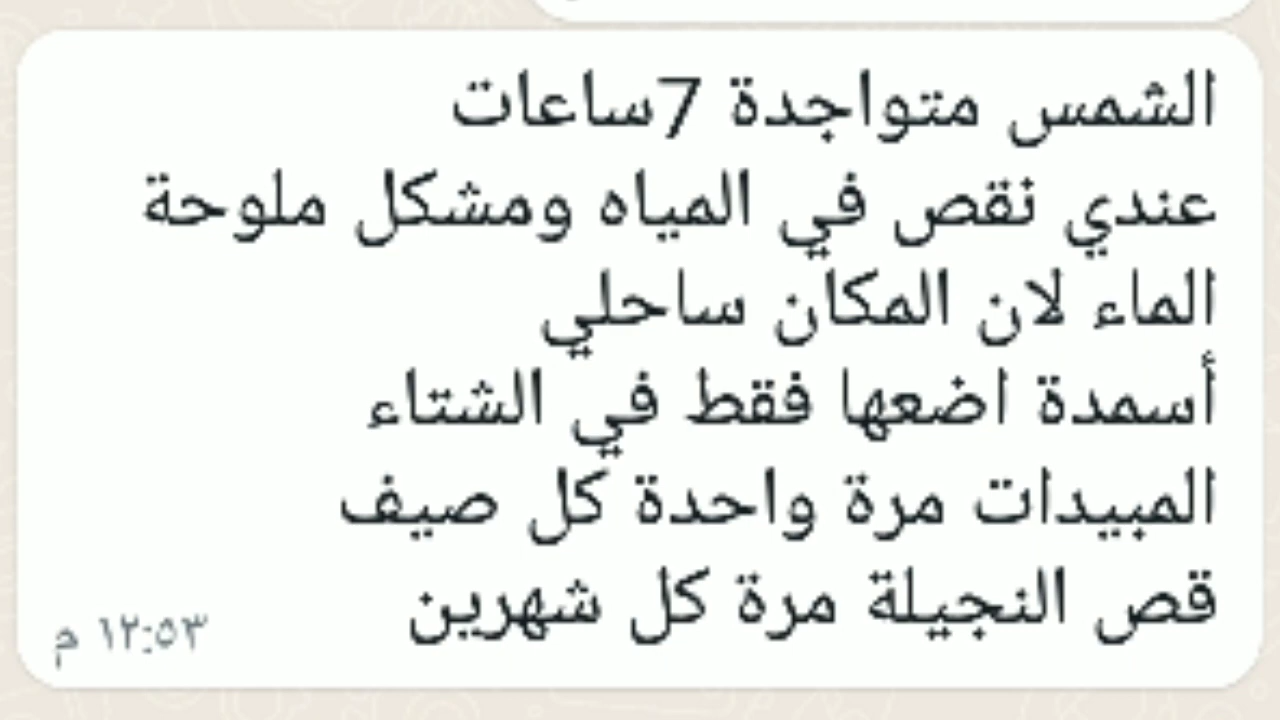 الشمس متواجدة 7ساعات
عندي نقص في المياه ومشكل ملوحة
الماء لان المكان ساحلي
أسمدة اضعها فقط في الشتاء
المبيدات مرة واحدة كل صيف
قص النجيلة مرة كل شهرين
١٢:٥٣ م